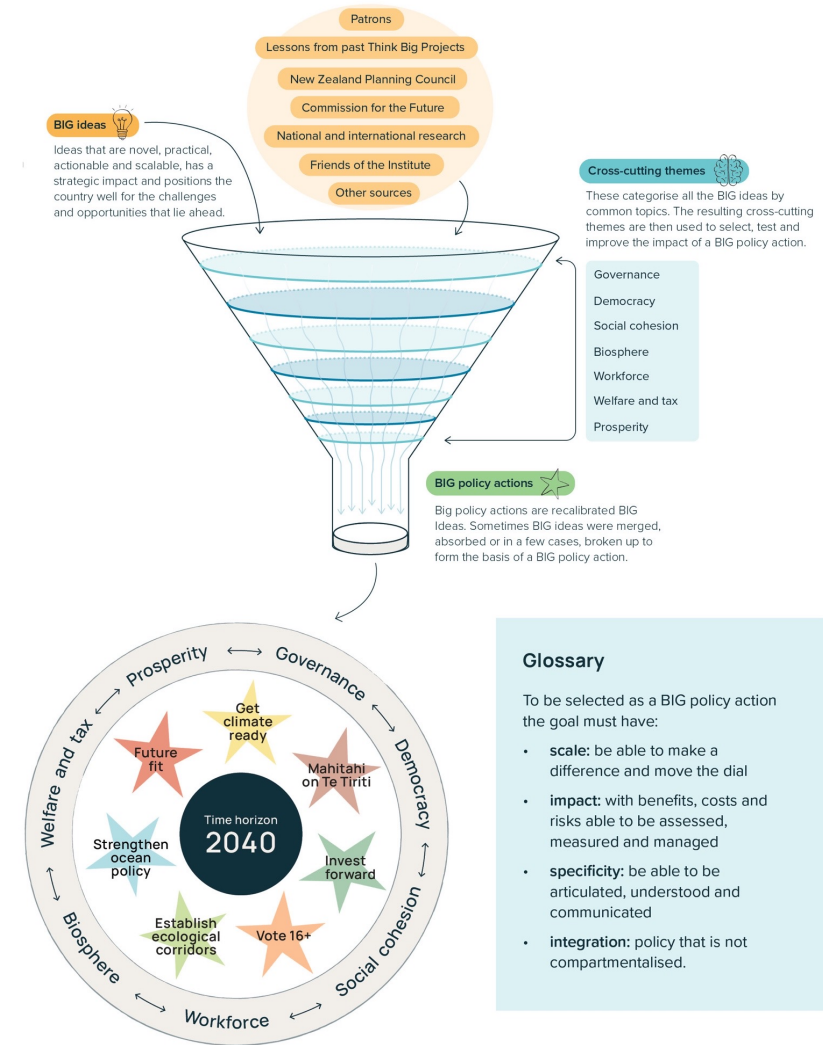 Patrons
Lessons from past Think Big Projects
New Zealand Planning Council
Commission for the Future
National and international research
Friends of the Institute
Other sources
BIG ideas
Ideas that are novel, practical,
actionable and scalable, has a
strategic impact and positions the
country well for the challenges
and opportunities that lie ahead.
Cross-cutting themes
These categorise all the BIG ideas by
common topics. The resulting cross-cutting
themes are then used to select, test and
improve the impact of a BIG policy action.
Governance
Democracy
Social cohesion
Biosphere
Workforce
Welfare and tax
Prosperity
BIG policy actions
Big policy actions are recalibrated BIG
Ideas. Sometimes BIG ideas were merged,
absorbed or in a few cases, broken up to
form the basis of a BIG policy action.
Prosperity
Governance
Democracy
Social cohesion
Workforce
Biosphere
Welfare and tax
Get
climate
ready
Mahitahi
on Te Tiriti
Invest
forward
Vote 16+
Establish
ecological
corridors
Strengthen
ocean
policy
Future
fit
Time horizon
2040
Glossary
To be selected as a BIG policy action
the goal must have:
• scale: be able to make a
difference and move the dial
• impact: with benefits, costs and
risks able to be assessed,
measured and managed
• specificity: be able to be
articulated, understood and
communicated
• integration: policy that is not
compartmentalised.